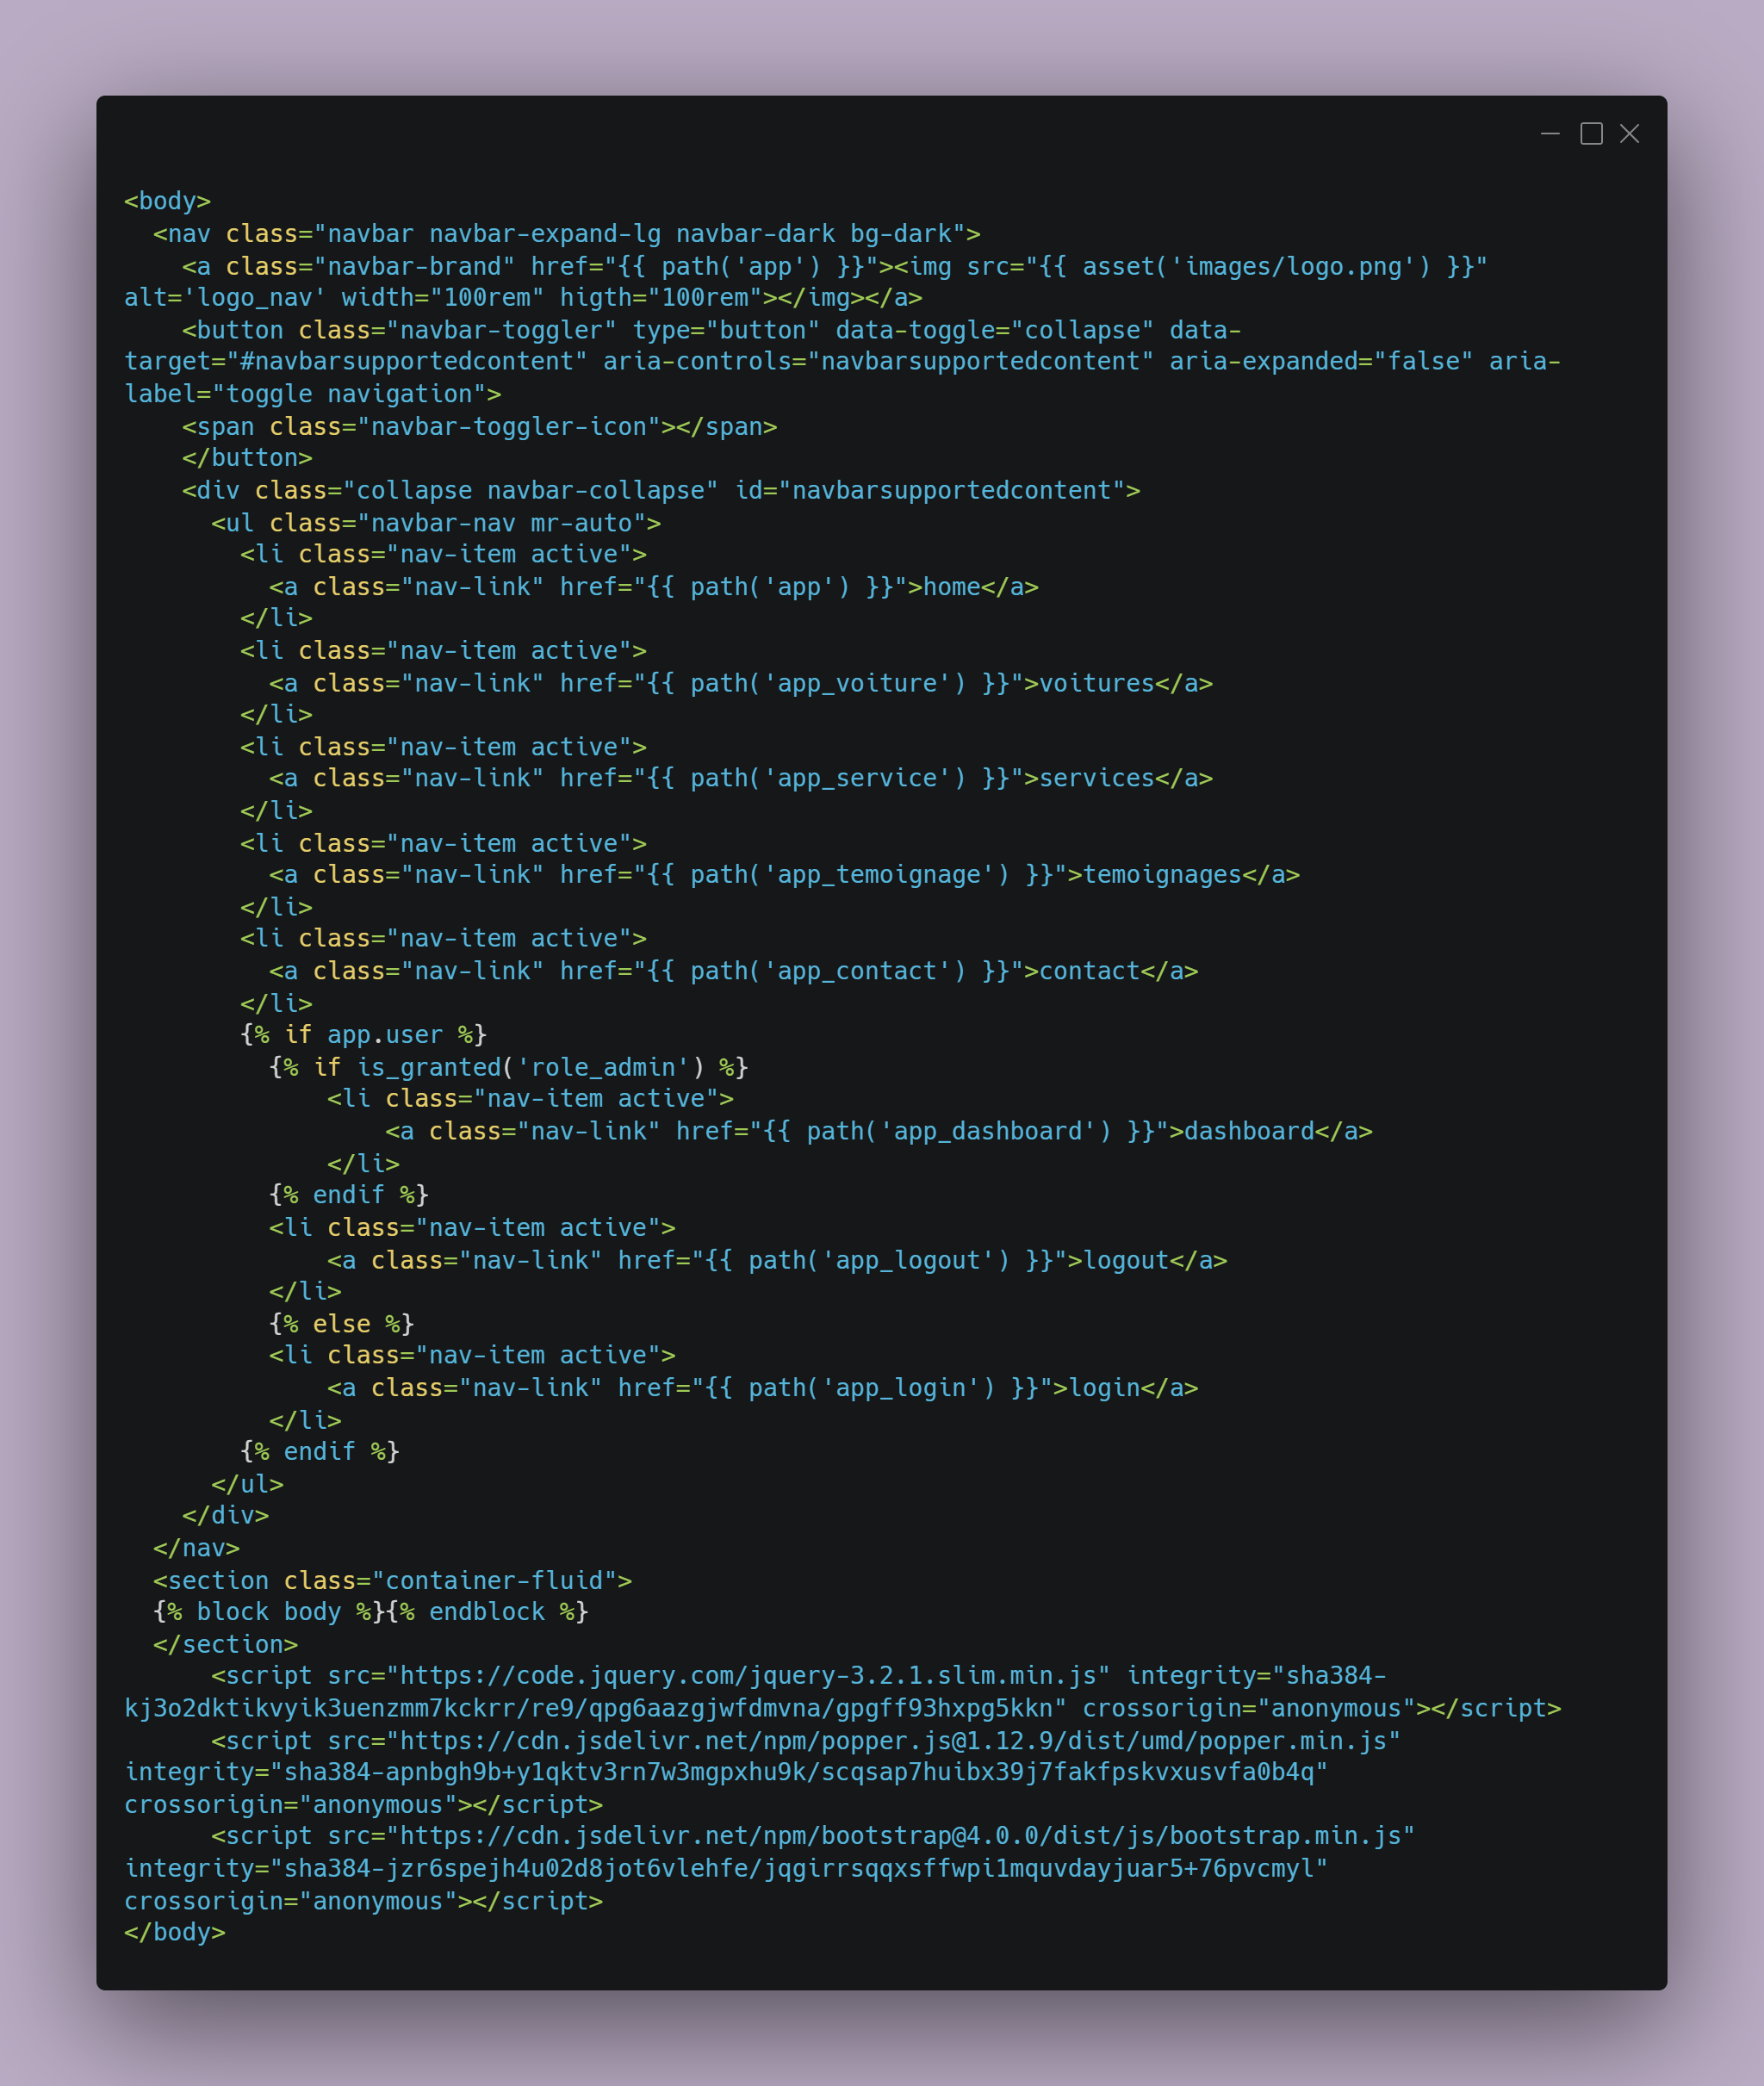 <body>
  <nav class="navbar navbar-expand-lg navbar-dark bg-dark">
    <a class="navbar-brand" href="{{ path('app') }}"><img src="{{ asset('images/logo.png') }}"
alt='logo_nav' width="100rem" higth="100rem"></img></a>
    <button class="navbar-toggler" type="button" data-toggle="collapse" data-
target="#navbarsupportedcontent" aria-controls="navbarsupportedcontent" aria-expanded="false" aria-
label="toggle navigation">
    <span class="navbar-toggler-icon"></span>
    </button>
    <div class="collapse navbar-collapse" id="navbarsupportedcontent">
      <ul class="navbar-nav mr-auto">
        <li class="nav-item active">
          <a class="nav-link" href="{{ path('app') }}">home</a>
        </li>
        <li class="nav-item active">
          <a class="nav-link" href="{{ path('app_voiture') }}">voitures</a>
        </li>
        <li class="nav-item active">
          <a class="nav-link" href="{{ path('app_service') }}">services</a>
        </li>
        <li class="nav-item active">
          <a class="nav-link" href="{{ path('app_temoignage') }}">temoignages</a>
        </li>
        <li class="nav-item active">
          <a class="nav-link" href="{{ path('app_contact') }}">contact</a>
        </li>
        {% if app.user %}
          {% if is_granted('role_admin') %}
              <li class="nav-item active">
                  <a class="nav-link" href="{{ path('app_dashboard') }}">dashboard</a>
              </li>
          {% endif %}
          <li class="nav-item active">
              <a class="nav-link" href="{{ path('app_logout') }}">logout</a>
          </li>
          {% else %}
          <li class="nav-item active">
              <a class="nav-link" href="{{ path('app_login') }}">login</a>
          </li>
        {% endif %}
      </ul>
    </div>
  </nav>
  <section class="container-fluid">
  {% block body %}{% endblock %}
  </section>
      <script src="https://code.jquery.com/jquery-3.2.1.slim.min.js" integrity="sha384-
kj3o2dktikvyik3uenzmm7kckrr/re9/qpg6aazgjwfdmvna/gpgff93hxpg5kkn" crossorigin="anonymous"></script>
      <script src="https://cdn.jsdelivr.net/npm/popper.js@1.12.9/dist/umd/popper.min.js"
integrity="sha384-apnbgh9b+y1qktv3rn7w3mgpxhu9k/scqsap7huibx39j7fakfpskvxusvfa0b4q"
crossorigin="anonymous"></script>
      <script src="https://cdn.jsdelivr.net/npm/bootstrap@4.0.0/dist/js/bootstrap.min.js"
integrity="sha384-jzr6spejh4u02d8jot6vlehfe/jqgirrsqqxsffwpi1mquvdayjuar5+76pvcmyl"
crossorigin="anonymous"></script>
</body>